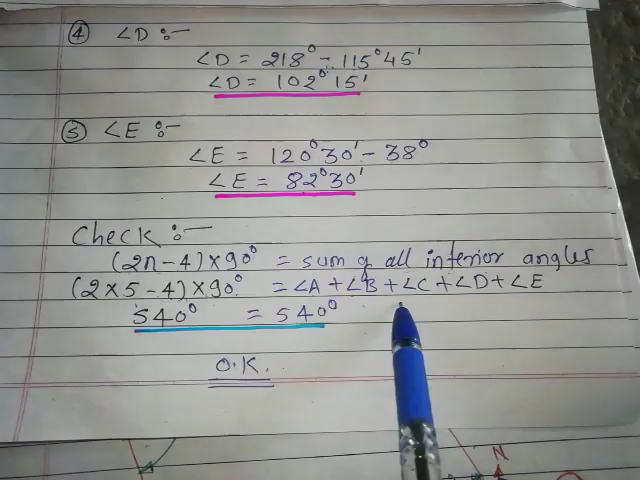 ④ ∠D :-
∠D = 218° - 115°45'
∠D = 102°15'
⑤ ∠E :-
∠E = 120°30' - 38°
∠E = 82°30'
Check :-
(2n-4)×90° = sum of all interior angles
(2×5-4)×90° = ∠A+∠B+∠C+∠D+∠E
540° = 540°
O.K.
N